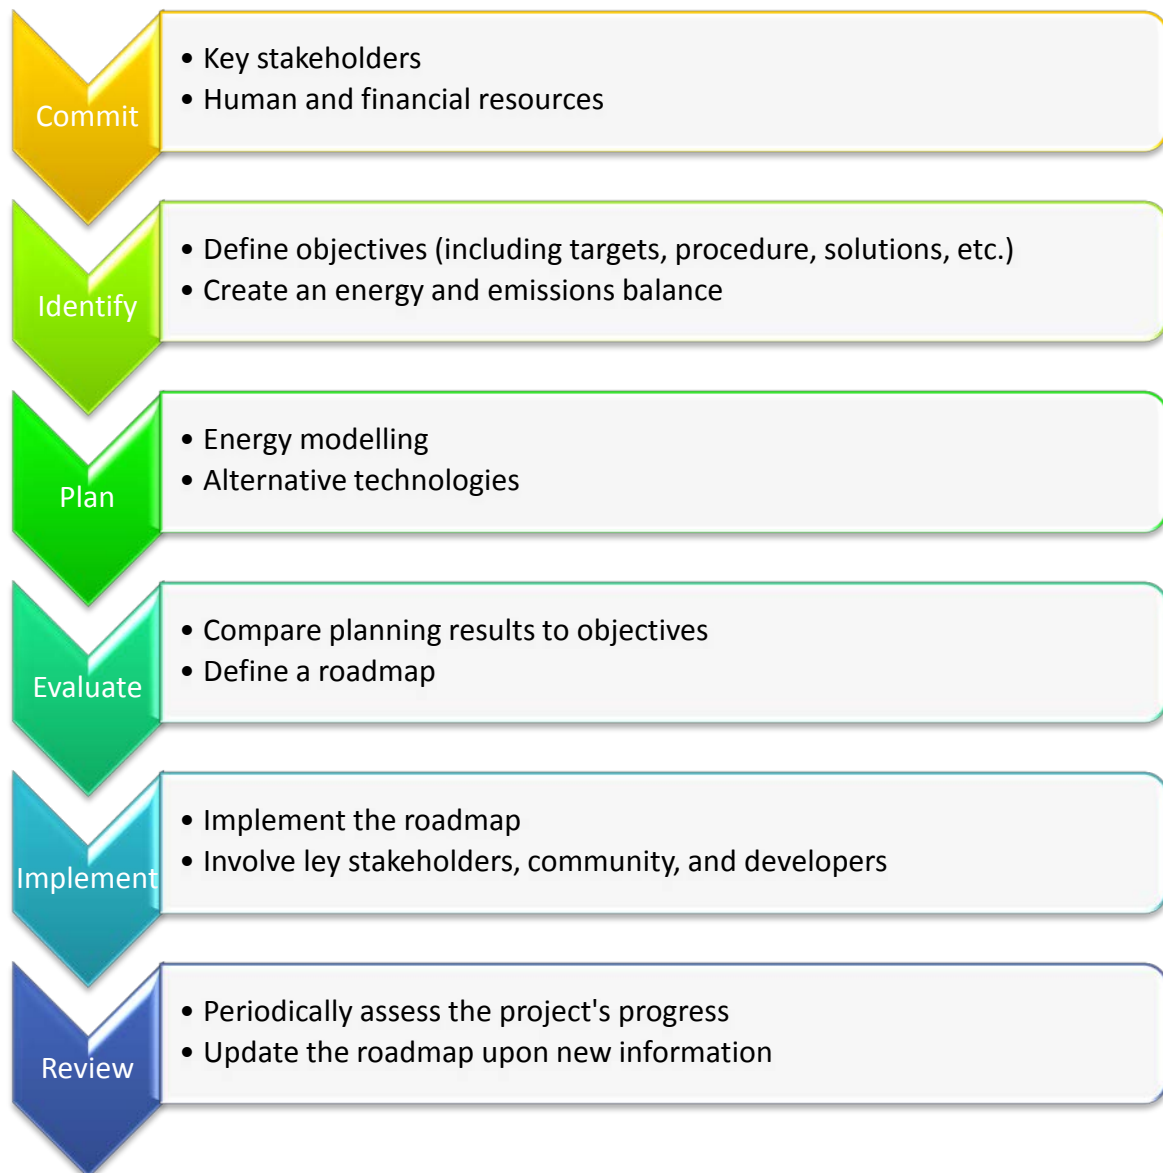 Commit
• Key stakeholders
• Human and financial resources
Identify
• Define objectives (including targets, procedure, solutions, etc.)
• Create an energy and emissions balance
Plan
• Energy modelling
• Alternative technologies
Evaluate
• Compare planning results to objectives
• Define a roadmap
Implement
• Implement the roadmap
• Involve ley stakeholders, community, and developers
Review
• Periodically assess the project's progress
• Update the roadmap upon new information